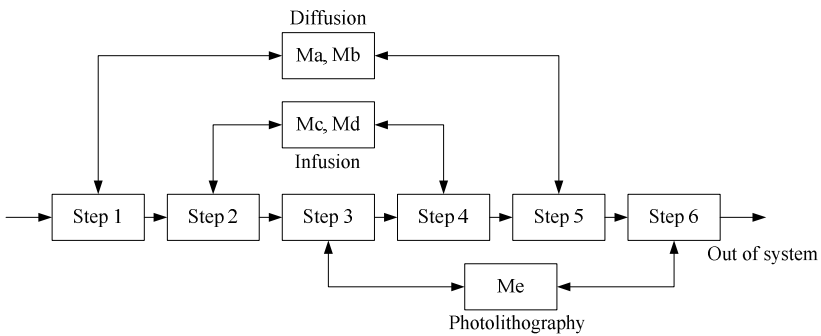 Diffusion
Ma, Mb
Mc, Md
Infusion
Step 1
Step 2
Step 3
Step 4
Step 5
Step 6
Out of system
Me
Photolithography